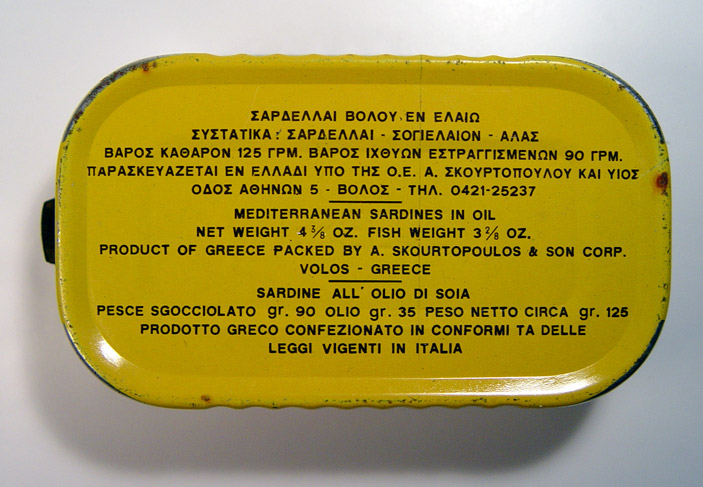 ΣΑΡΔΕΛΛΑΙ ΒΟΛΟΥ ΕΝ ΕΛΑΙΩ
ΣΥΣΤΑΤΙΚΑ: ΣΑΡΔΕΛΛΑΙ - ΣΟΓΙΕΛΑΙΟΝ - ΑΛΑΣ
ΒΑΡΟΣ ΚΑΘΑΡΟΝ 125 ΓΡΜ. ΒΑΡΟΣ ΙΧΘΥΩΝ ΕΣΤΡΑΓΓΙΣΜΕΝΩΝ 90 ΓΡΜ.
ΠΑΡΑΣΚΕΥΑΖΕΤΑΙ ΕΝ ΕΛΛΑΔΙ ΥΠΟ ΤΗΣ Ο.Ε. Α. ΣΚΟΥΡΤΟΠΟΥΛΟΥ ΚΑΙ ΥΙΟΣ
ΟΔΟΣ ΑΘΗΝΩΝ 5 - ΒΟΛΟΣ - ΤΗΛ. 0421-25237
MEDITERRANEAN SARDINES IN OIL
NET WEIGHT 4 3/8 OZ. FISH WEIGHT 3 2/8 OZ.
PRODUCT OF GREECE PACKED BY A. SKOURTOPOULOS & SON CORP.
VOLOS - GREECE
SARDINE ALL' OLIO DI SOIA
PESCE SGOCCIOLATO gr. 90 OLIO gr. 35 PESO NETTO CIRCA gr. 125
PRODOTTO GRECO CONFEZIONATO IN CONFORMI TA DELLE
LEGGI VIGENTI IN ITALIA